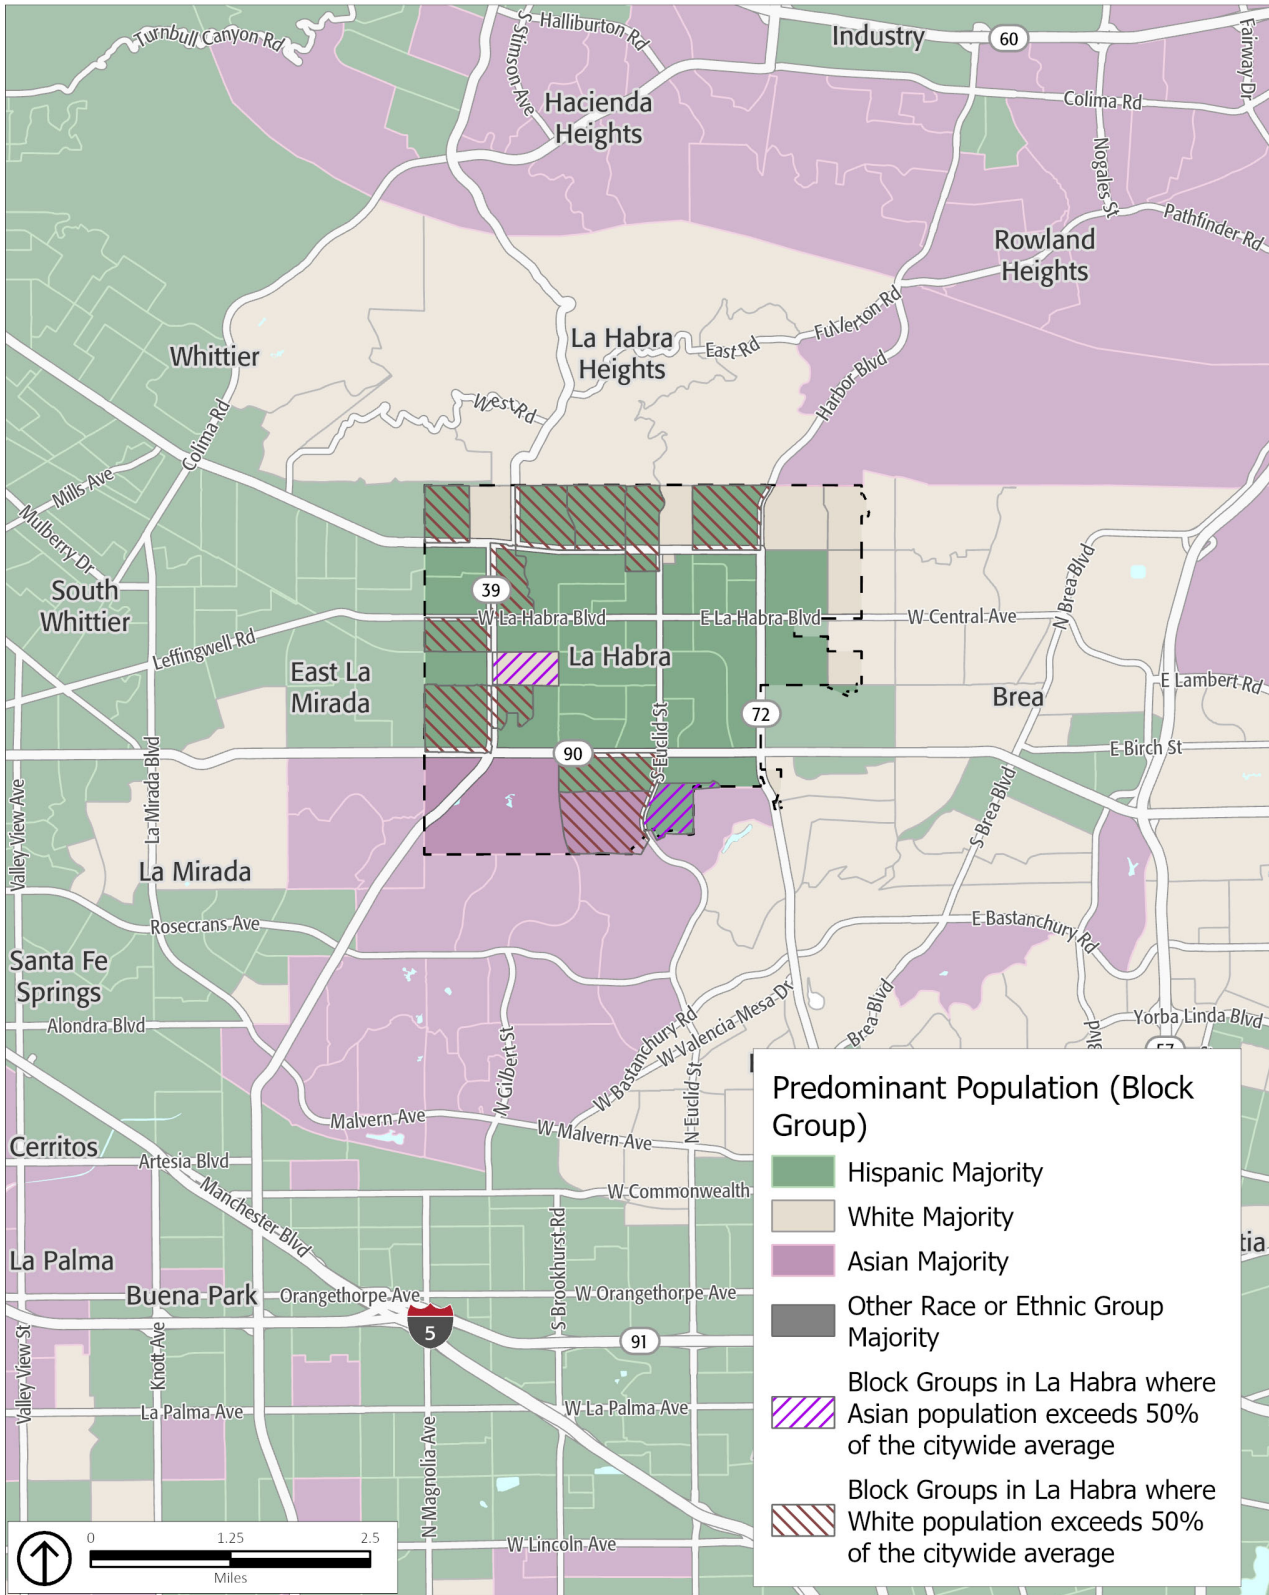 Turnbull Canyon Rd
S Stimson Ave
S Halliburton Rd
Industry
60
Fairway Dr
Hacienda
Heights
Colima Rd
Nogales St
Pathfinder Rd
Rowland
Heights
Whittier
La Habra
Heights
East Rd
Fullerton Rd
Harbor Blvd
West Rd
Colima Rd
Mills Ave
Mulberry Dr
South
Whittier
39
W La Habra Blvd
E La Habra Blvd
W Central Ave
N Brea Blvd
Leffingwell Rd
East La
Mirada
La Habra
Brea
E Lambert Rd
72
S Euclid St
90
E Birch St
La Mirada Blvd
Valley View Ave
S Brea Blvd
La Mirada
Rosecrans Ave
E Bastanchury Rd
Santa Fe
Springs
Alondra Blvd
W Bastanchury Rd
W Valencia Mesa Dr
Brea Blvd
Blvd
Yorba Linda Blvd
57
N Gilbert St
N Euclid St
Malvern Ave
W Malvern Ave
Cerritos
Artesia Blvd
Manchester Blvd
W Commonwealth
La Palma
Buena Park
Orangethorpe Ave
W Orangethorpe Ave
S Brookhurst Rd
tia
5
91
Valley View St
Knott Ave
La Palma Ave
W La Palma Ave
N Magnolia Ave
W Lincoln Ave
Predominant Population (Block
Group)
Hispanic Majority
White Majority
Asian Majority
Other Race or Ethnic Group
Majority
Block Groups in La Habra where
Asian population exceeds 50%
of the citywide average
Block Groups in La Habra where
White population exceeds 50%
of the citywide average
0 1.25 2.5
Miles